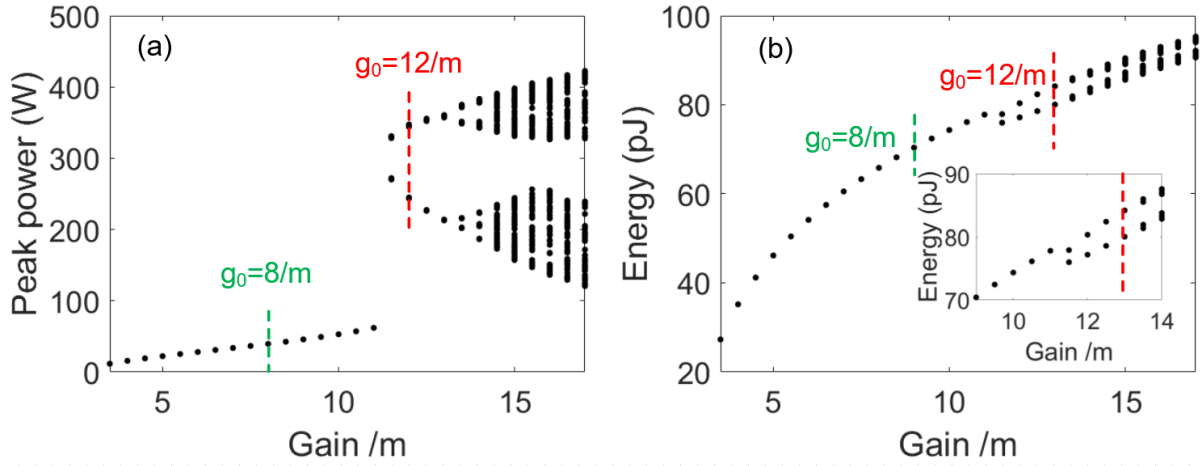 (a)
500
400
300
200
100
0
Peak power (W)
g₀=12/m
g₀=8/m
5
10
15
Gain /m
(b)
100
80
60
40
20
Energy (pJ)
g₀=12/m
g₀=8/m
90
80
70
Energy (pJ)
10
12
14
Gain /m
5
10
15
Gain /m